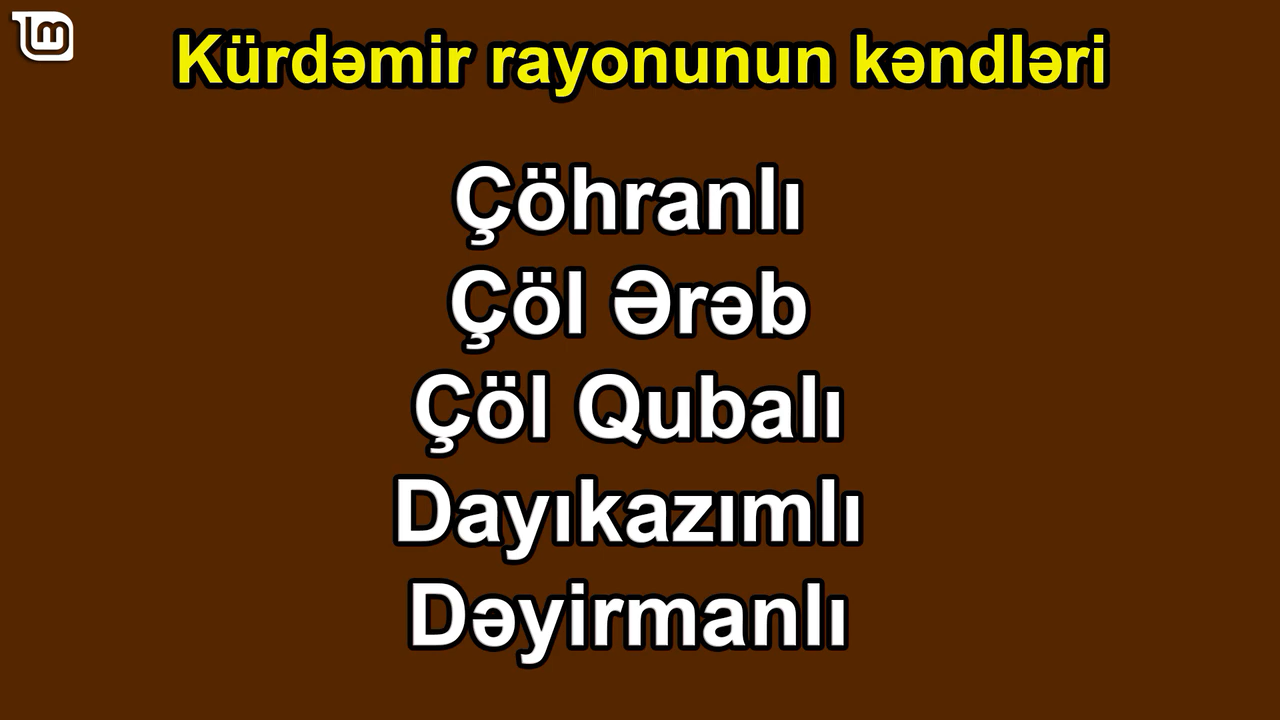 Kürdəmir rayonunun kəndləri
Çöhranlı
Çöl Ərəb
Çöl Qubalı
Dayıkazımlı
Dəyirmanlı